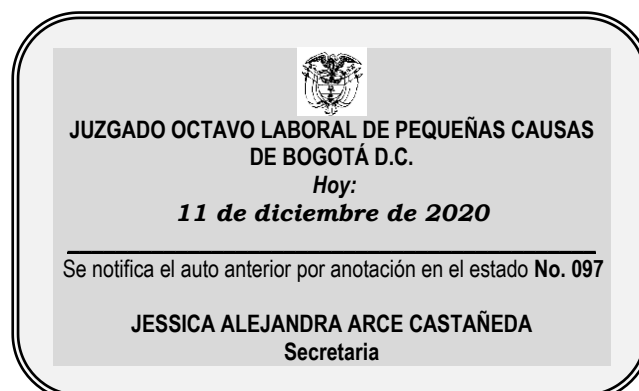 JUZGADO OCTAVO LABORAL DE PEQUEÑAS CAUSAS
DE BOGOTÁ D.C.
Hoy:
11 de diciembre de 2020
Se notifica el auto anterior por anotación en el estado No. 097
JESSICA ALEJANDRA ARCE CASTAÑEDA
Secretaria